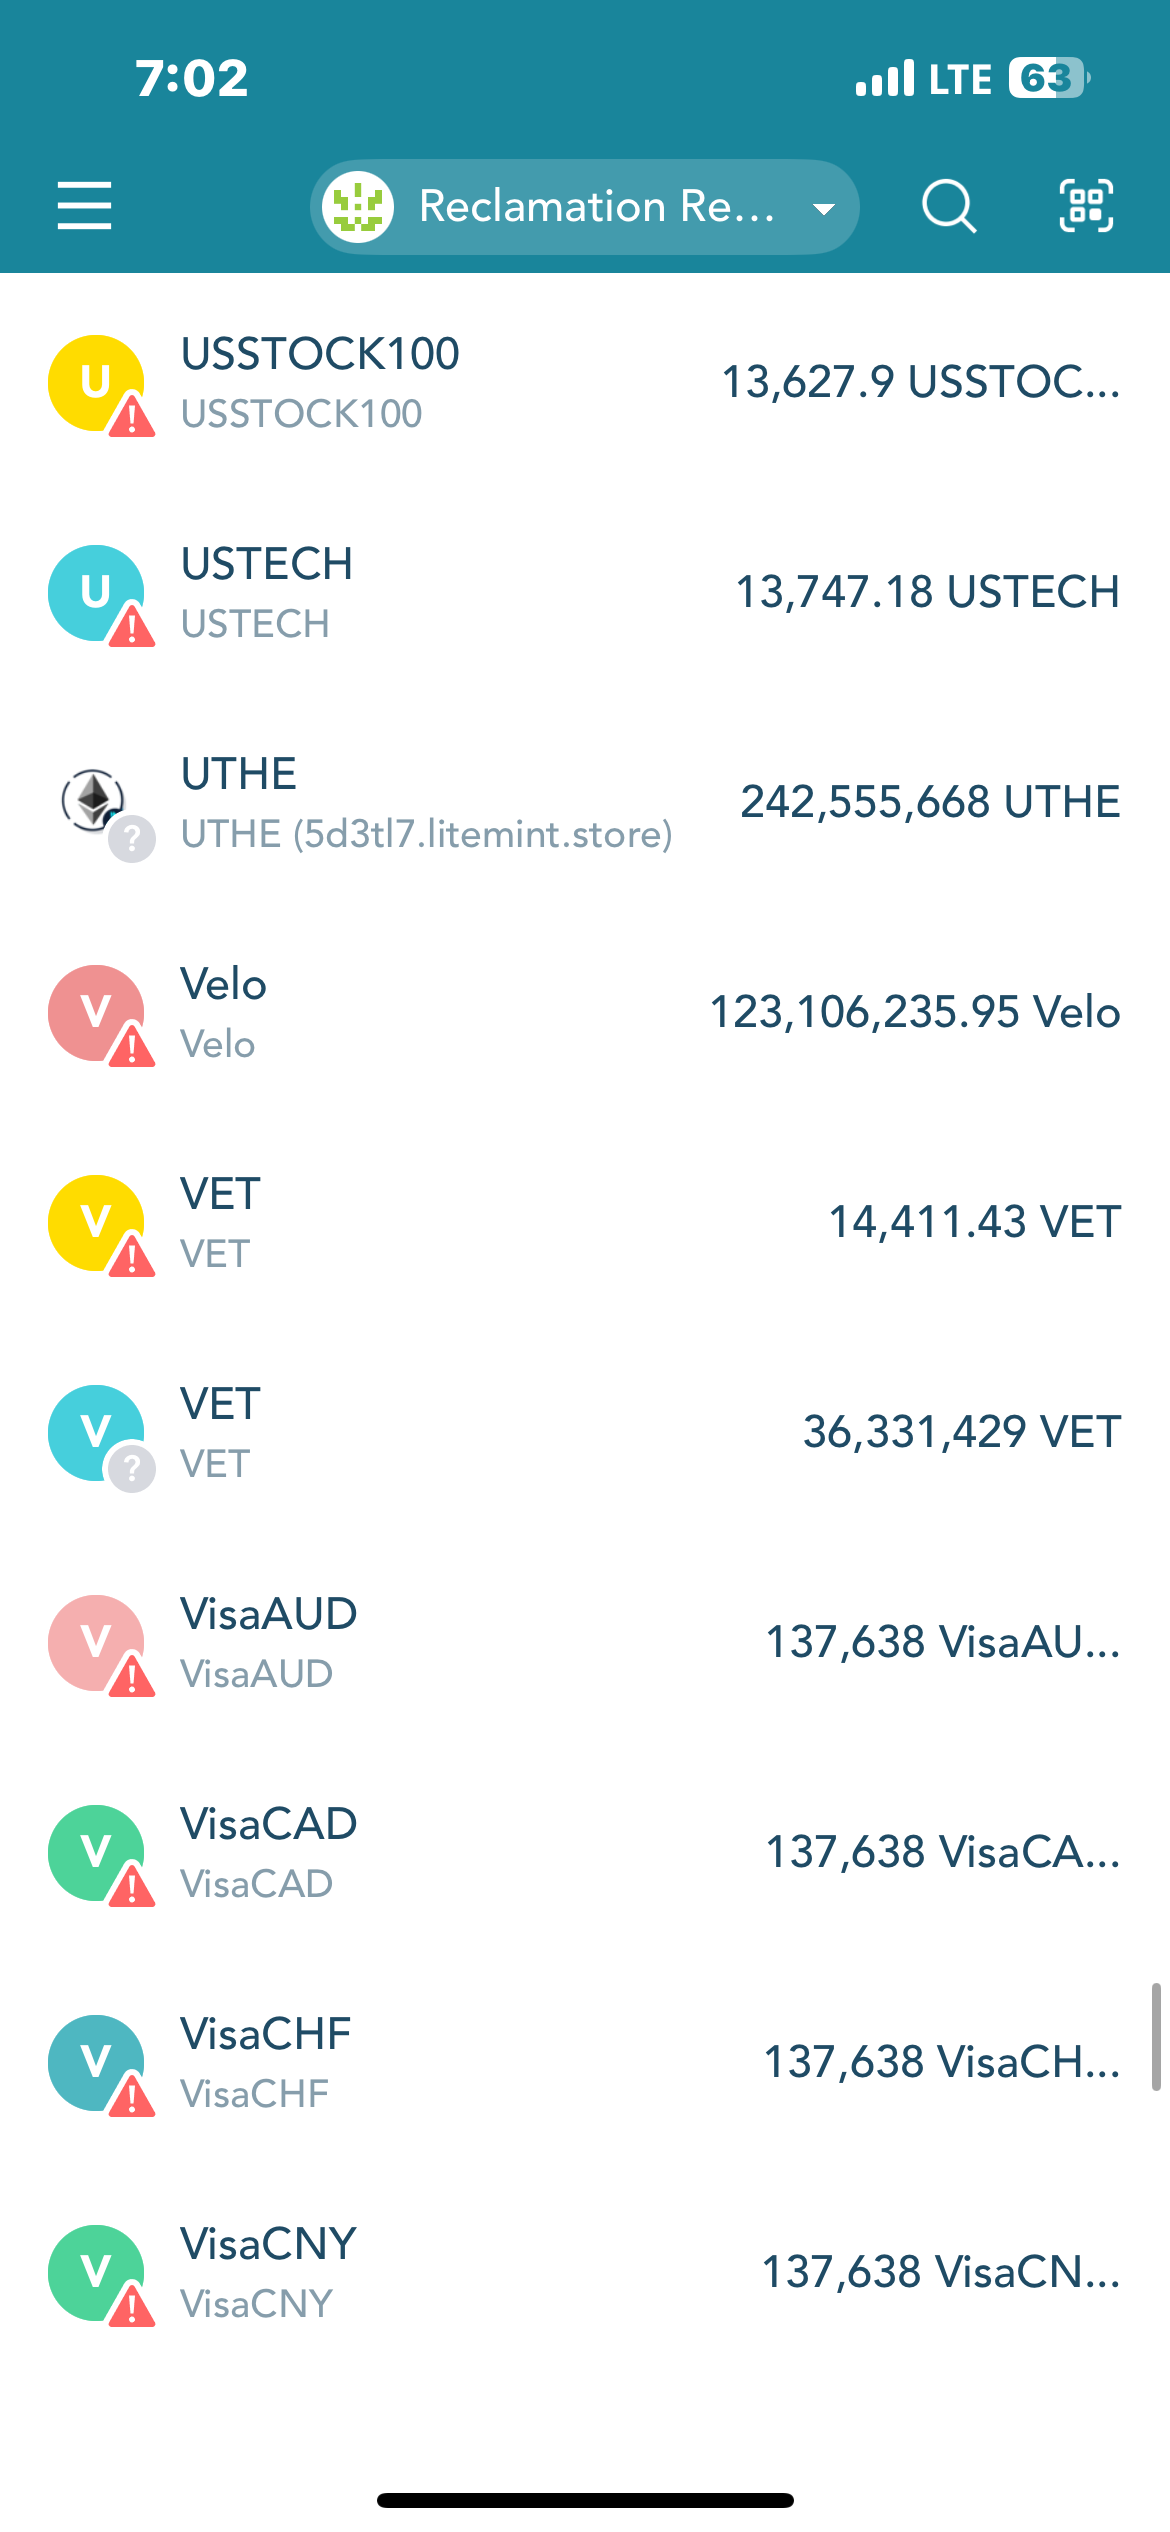 7:02 LTE 63
Reclamation Re...
USSTOCK100
13,627.9 USSTOC...
USSTOCK100
USTECH
13,747.18 USTECH
USTECH
UTHE
242,555,668 UTHE
UTHE (5d3tl7.litemint.store)
Velo
123,106,235.95 Velo
Velo
VET
14,411.43 VET
VET
VET
36,331,429 VET
VET
VisaAUD
137,638 VisaAU...
VisaAUD
VisaCAD
137,638 VisaCA...
VisaCAD
VisaCHF
137,638 VisaCH...
VisaCHF
VisaCNY
137,638 VisaCN...
VisaCNY